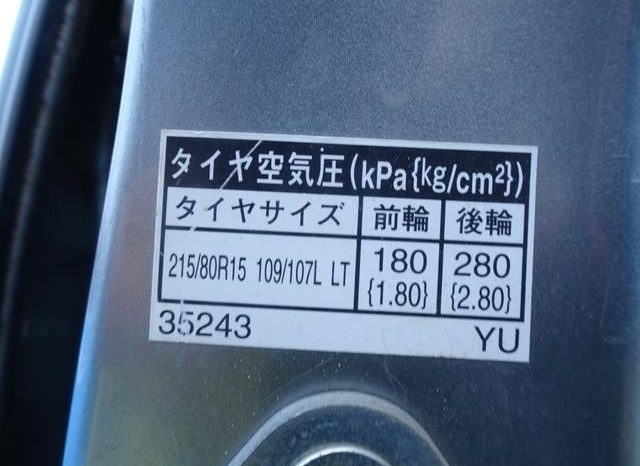 タイヤ空気圧(kPa{kg/cm²})
タイヤサイズ 前輪 後輪
215/80R15 109/107L LT 180 280
{1.80} {2.80}
35243 YU